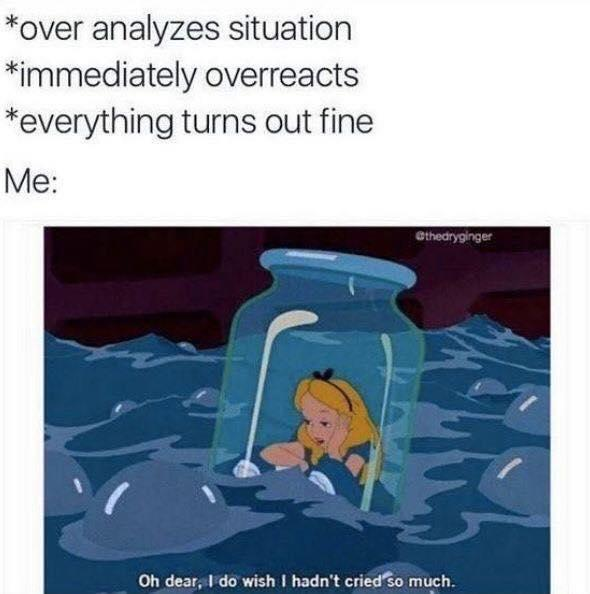 *over analyzes situation
*immediately overreacts
*everything turns out fine
Me:
@thedryginger
Oh dear, I do wish I hadn't cried so much.